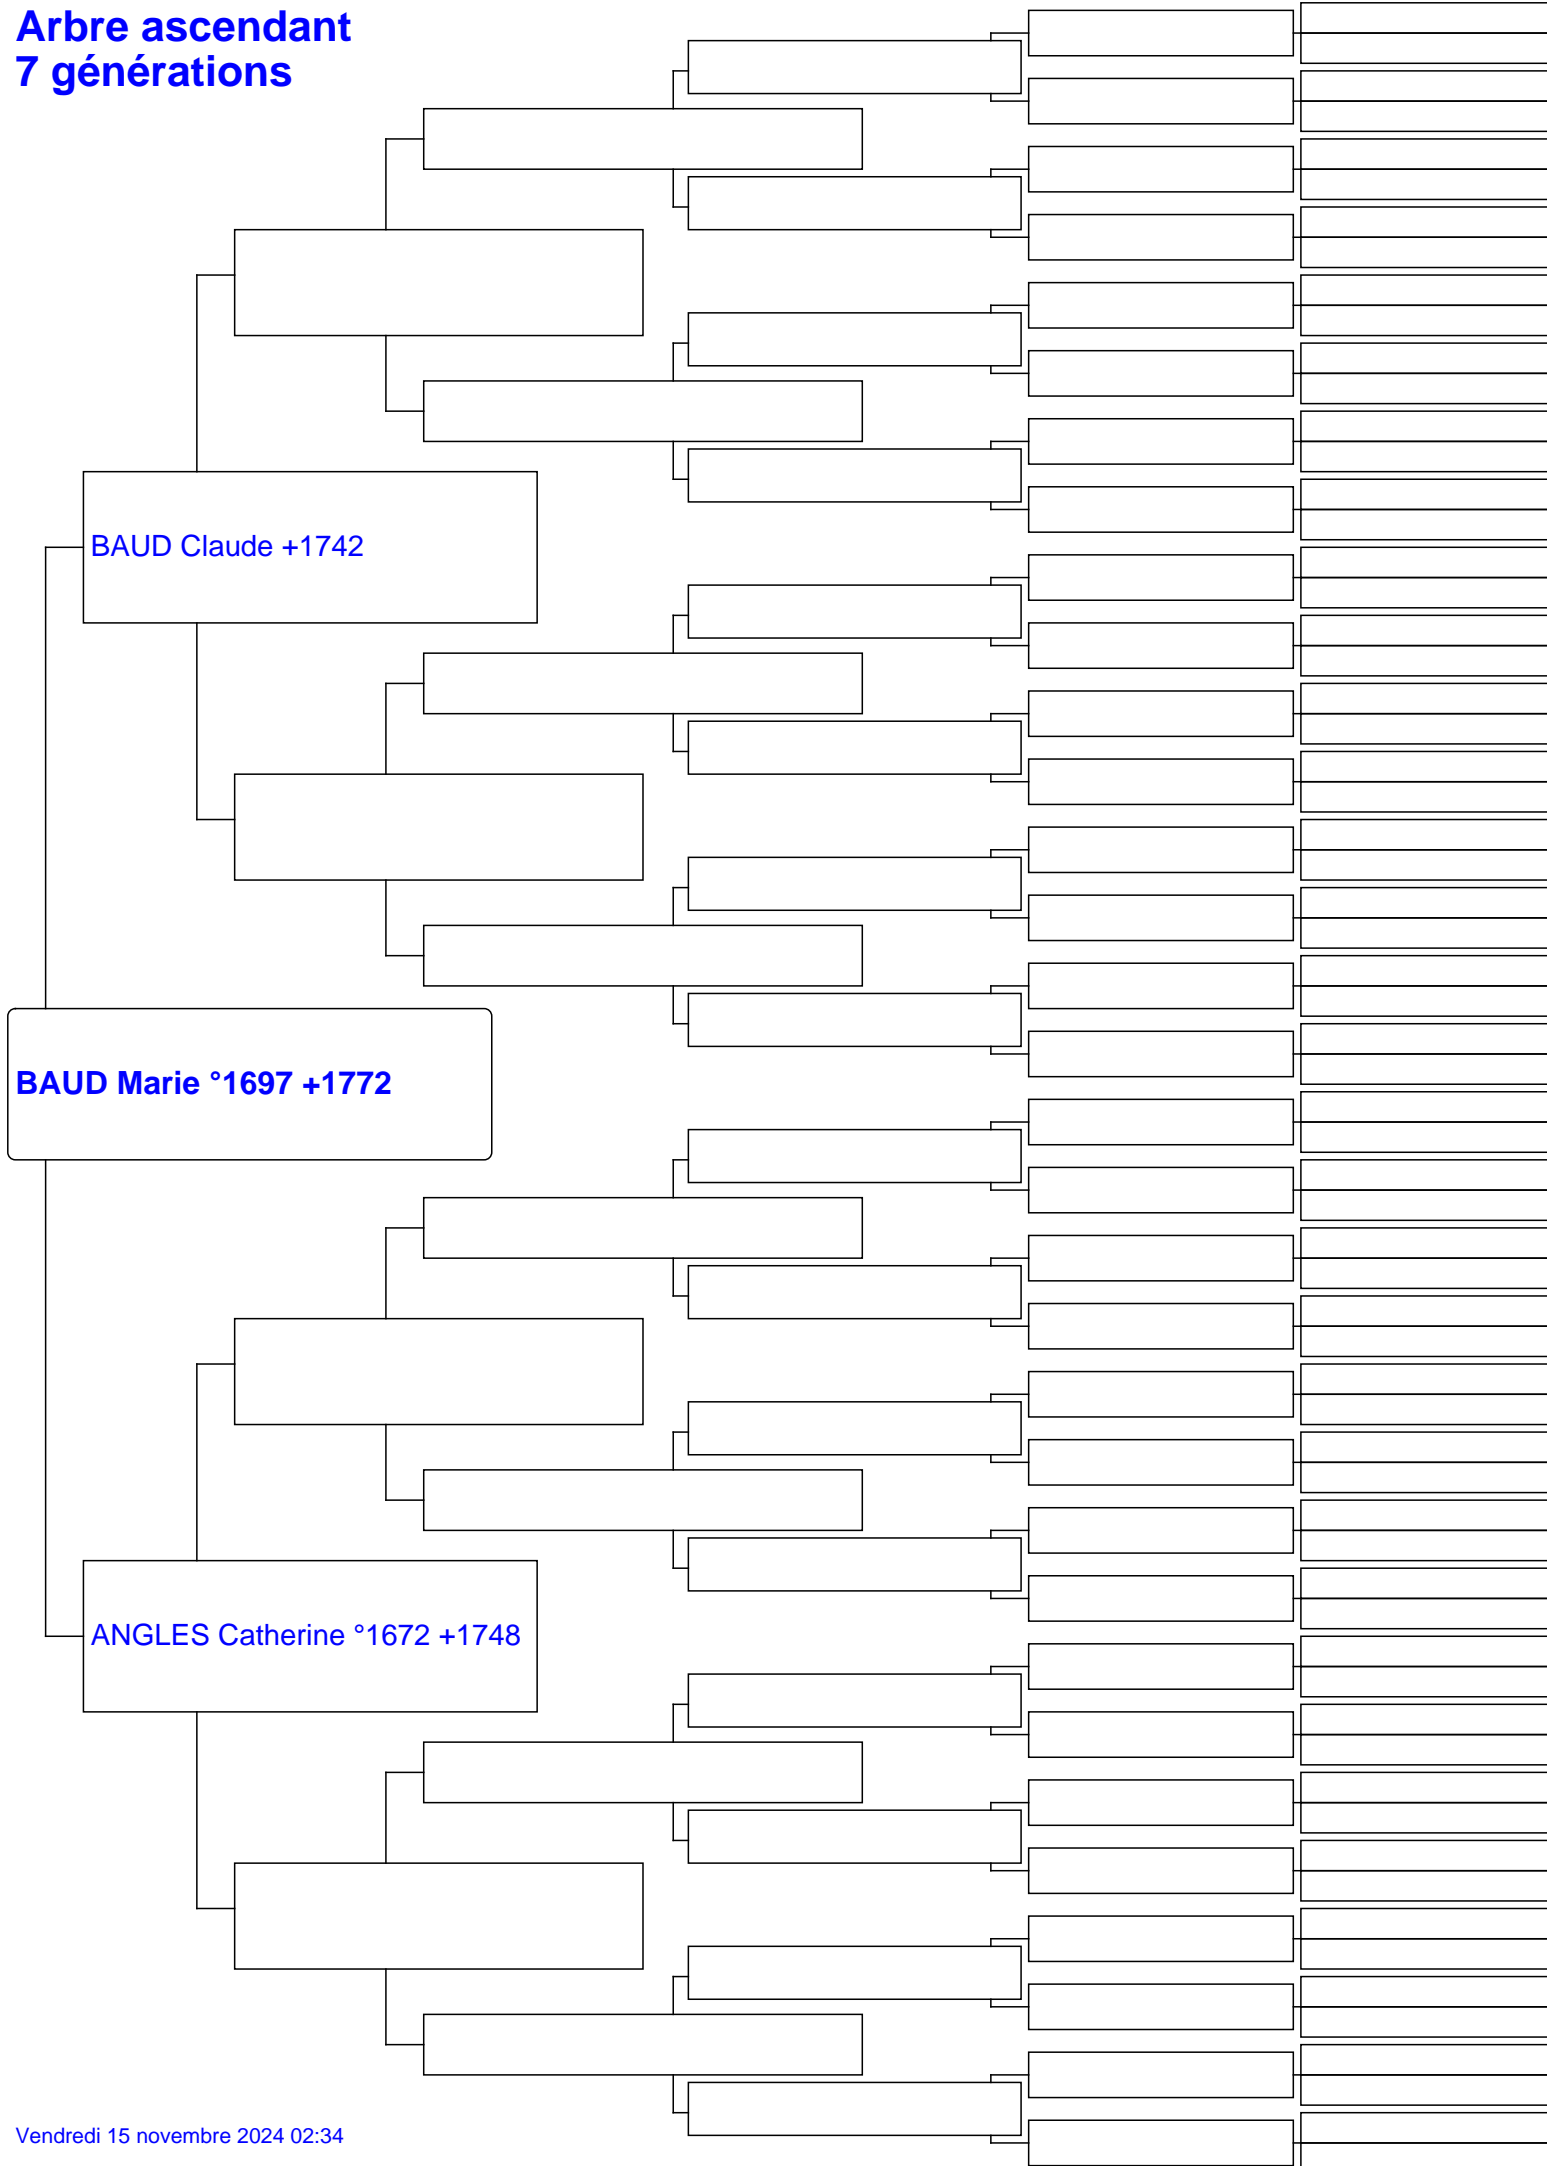 Arbre ascendant
7 générations
BAUD Claude +1742
BAUD Marie °1697 +1772
ANGLES Catherine °1672 +1748
Vendredi 15 novembre 2024 02:34